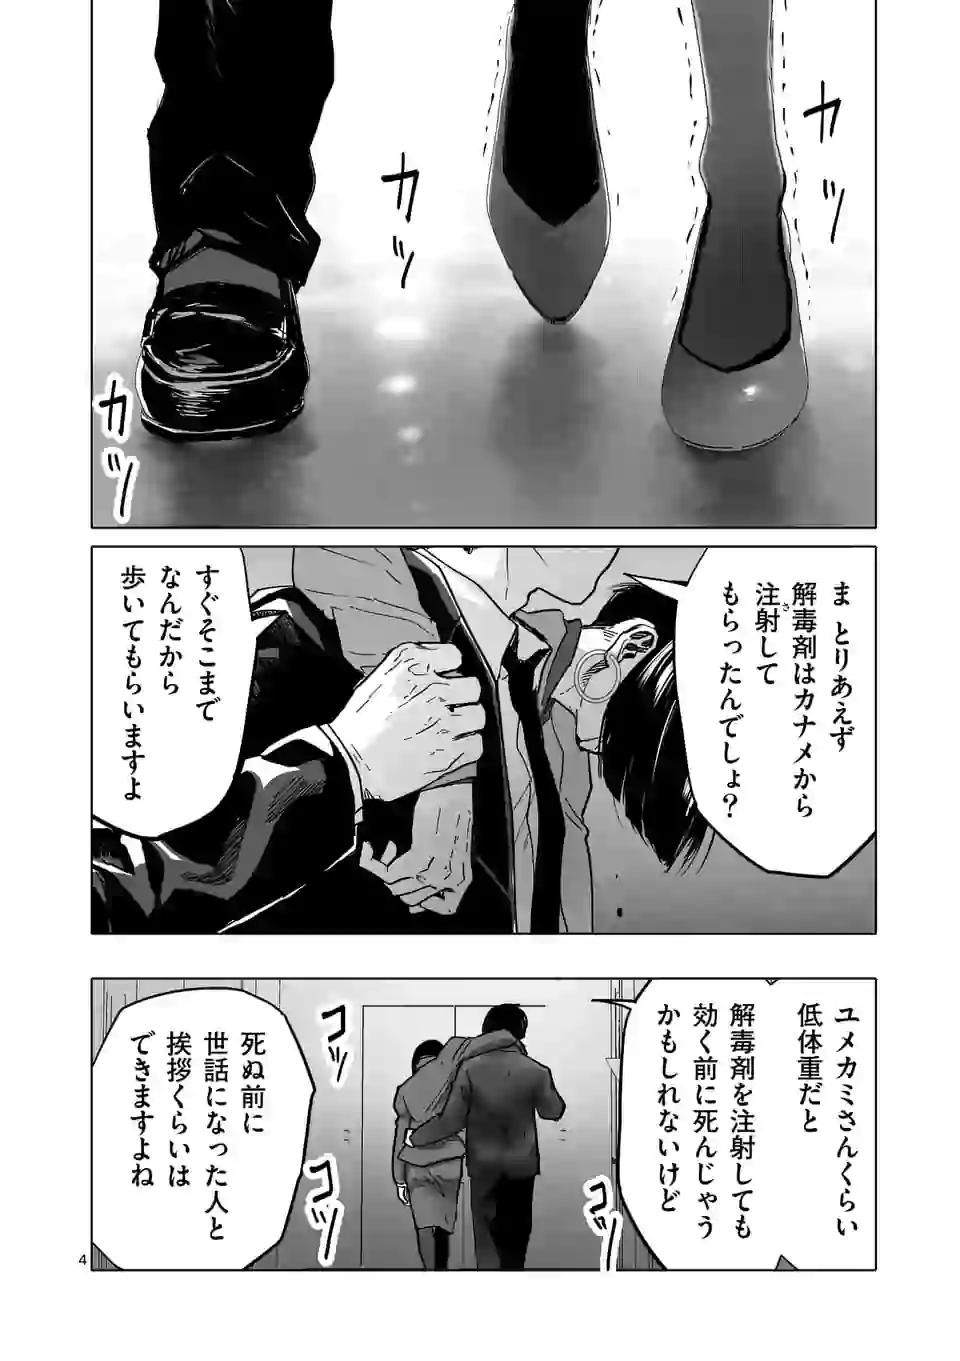 カッ
カッ
カッ
ま とりあえず
解毒剤はカナメから
注射して
さ
もらったんでしょ?
すぐそこまで
なんだから
歩いてもらいますよ
ユメカミさんくらい
低体重だと
解毒剤を注射しても
効く前に死んじゃう
かもしれないけど
コッ
コッ
コッ
死ぬ前に
世話になった人と
挨拶くらいは
できますよね
4